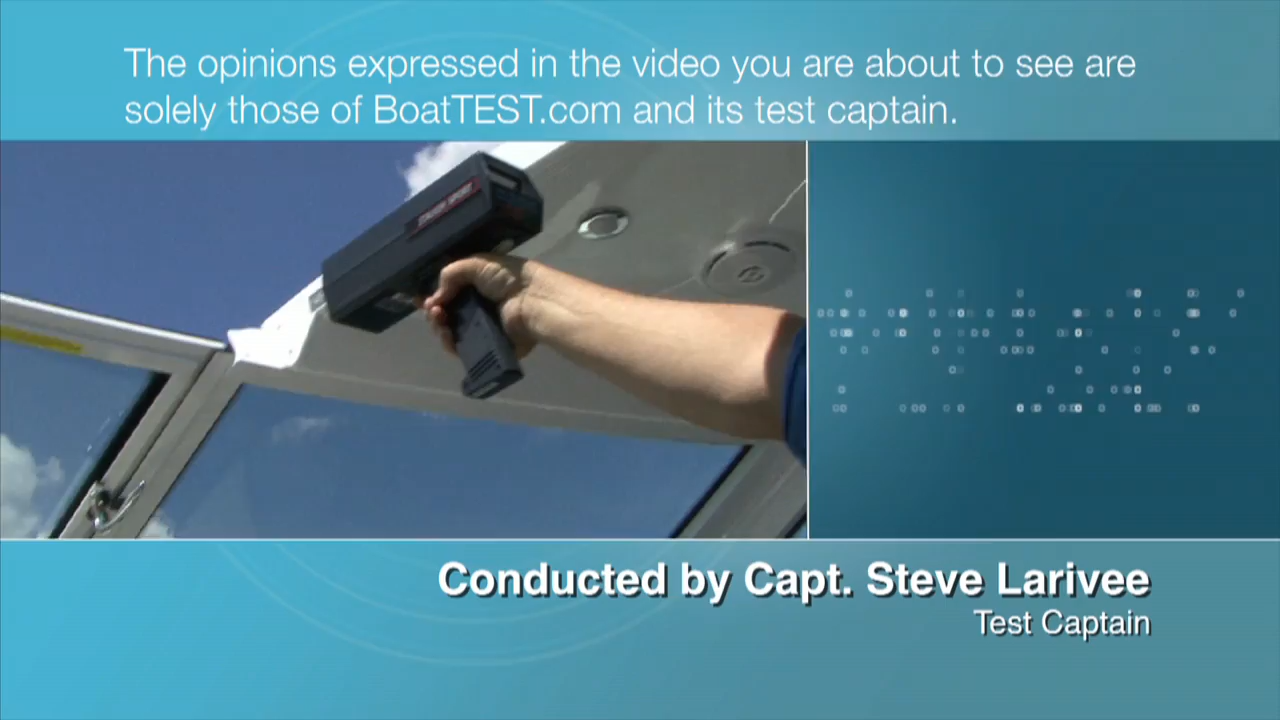 The opinions expressed in the video you are about to see are
solely those of BoatTEST.com and its test captain.
Conducted by Capt. Steve Larivee
Test Captain